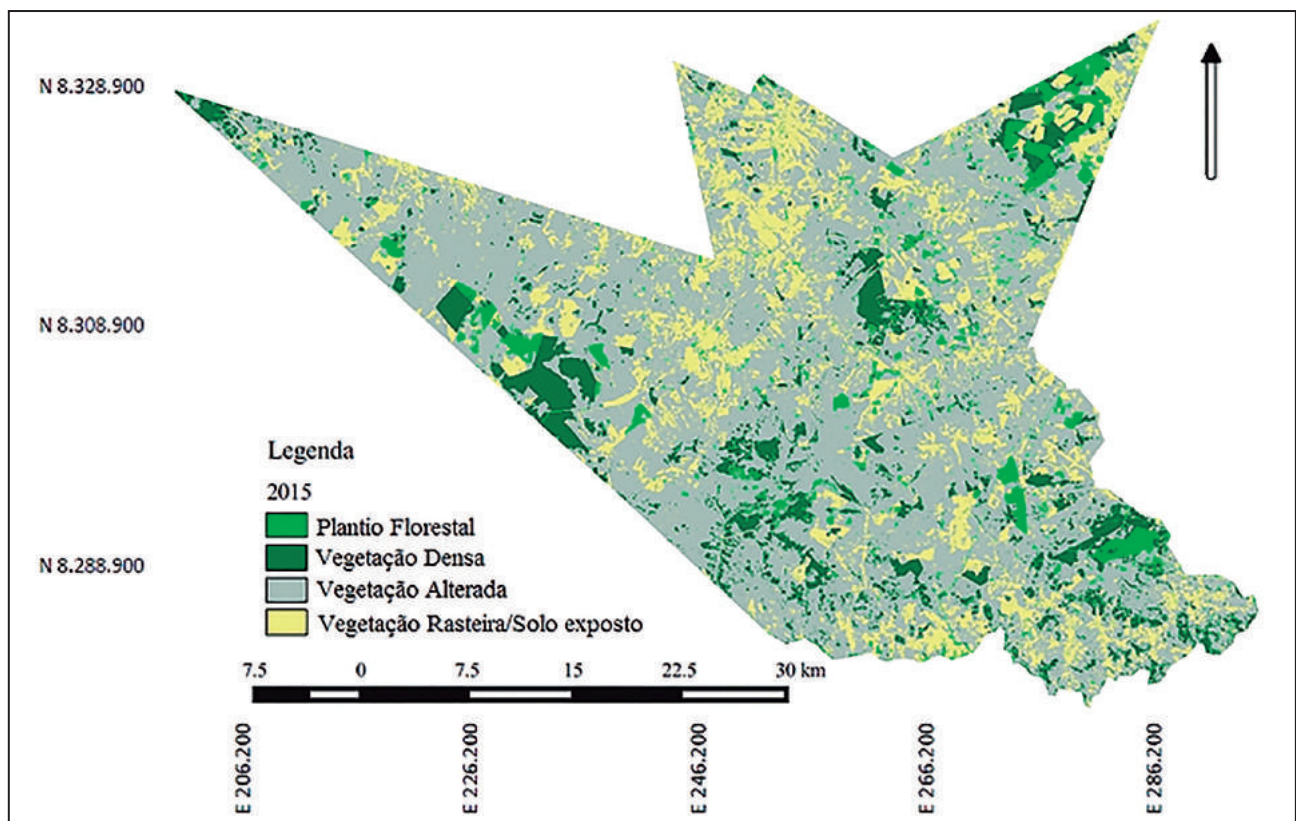 N 8.328.900
N 8.308.900
N 8.288.900
Legenda
2015
Plantio Florestal
Vegetação Densa
Vegetação Alterada
Vegetação Rasteira/Solo exposto
7.5 0 7.5 15 22.5 30 km
E 206.200
E 226.200
E 246.200
E 266.200
E 286.200